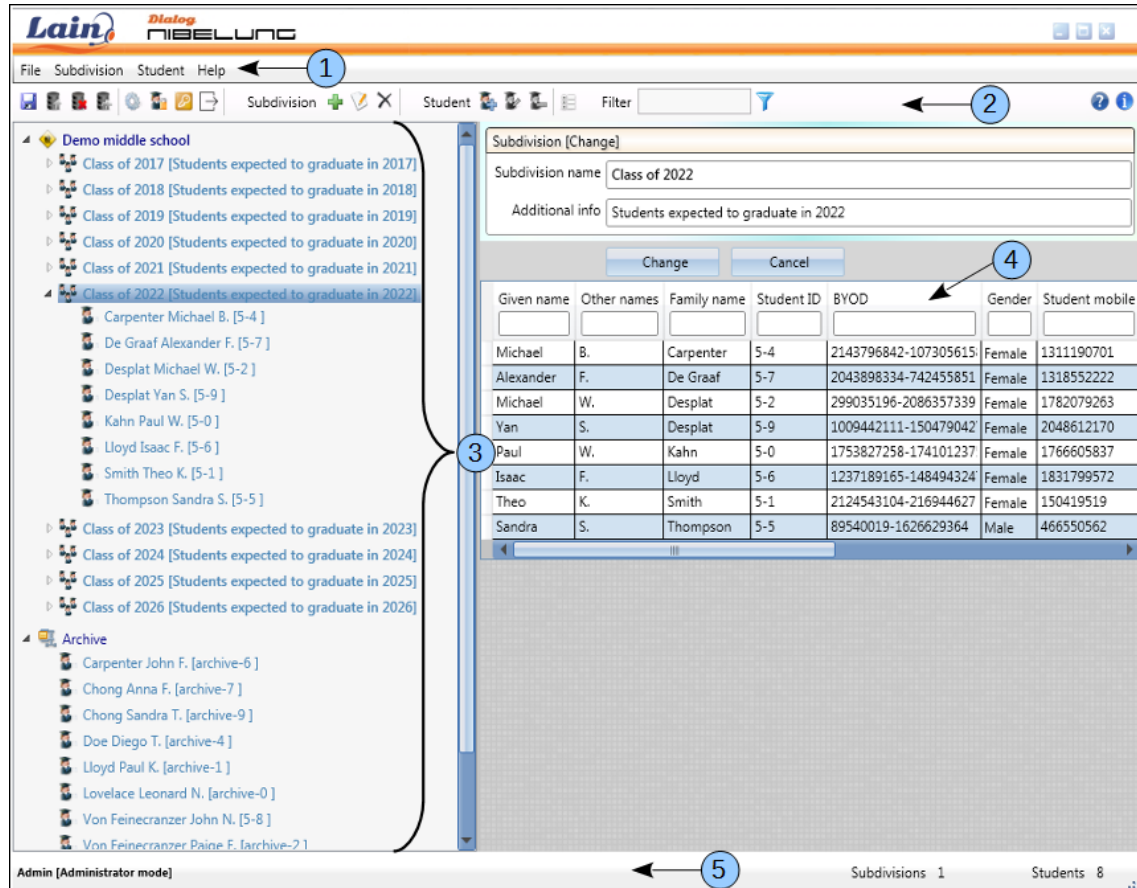 Lain
Dialog
NIBELUNG
File Subdivision Student Help
1
Subdivision Student Filter
2
Demo middle school
Class of 2017 [Students expected to graduate in 2017]
Class of 2018 [Students expected to graduate in 2018]
Class of 2019 [Students expected to graduate in 2019]
Class of 2020 [Students expected to graduate in 2020]
Class of 2021 [Students expected to graduate in 2021]
Class of 2022 [Students expected to graduate in 2022]
Carpenter Michael B. [5-4 ]
De Graaf Alexander F. [5-7 ]
Desplat Michael W. [5-2 ]
Desplat Yan S. [5-9 ]
Kahn Paul W. [5-0 ]
Lloyd Isaac F. [5-6 ]
Smith Theo K. [5-1 ]
Thompson Sandra S. [5-5 ]
Class of 2023 [Students expected to graduate in 2023]
Class of 2024 [Students expected to graduate in 2024]
Class of 2025 [Students expected to graduate in 2025]
Class of 2026 [Students expected to graduate in 2026]
Archive
Carpenter John F. [archive-6 ]
Chong Anna F. [archive-7 ]
Chong Sandra T. [archive-9 ]
Doe Diego T. [archive-4 ]
Lloyd Paul K. [archive-1 ]
Lovelace Leonard N. [archive-0 ]
Von Feinecranzer John N. [5-8 ]
Von Feinecranzer Paige F. [archive-2 ]
3
Subdivision [Change]
Subdivision name Class of 2022
Additional info Students expected to graduate in 2022
Change Cancel
4
Given name Other names Family name Student ID BYOD Gender Student mobile
Michael B. Carpenter 5-4 2143796842-107305615 Female 1311190701
Alexander F. De Graaf 5-7 2043898334-742455851 Female 1318552222
Michael W. Desplat 5-2 299035196-2086357339 Female 1782079263
Yan S. Desplat 5-9 1009442111-150479042 Female 2048612170
Paul W. Kahn 5-0 1753827258-174101237 Female 1766605837
Isaac F. Lloyd 5-6 1237189165-148494324 Female 1831799572
Theo K. Smith 5-1 2124543104-216944627 Female 150419519
Sandra S. Thompson 5-5 89540019-1626629364 Male 466550562
Admin [Administrator mode] 5 Subdivisions 1 Students 8